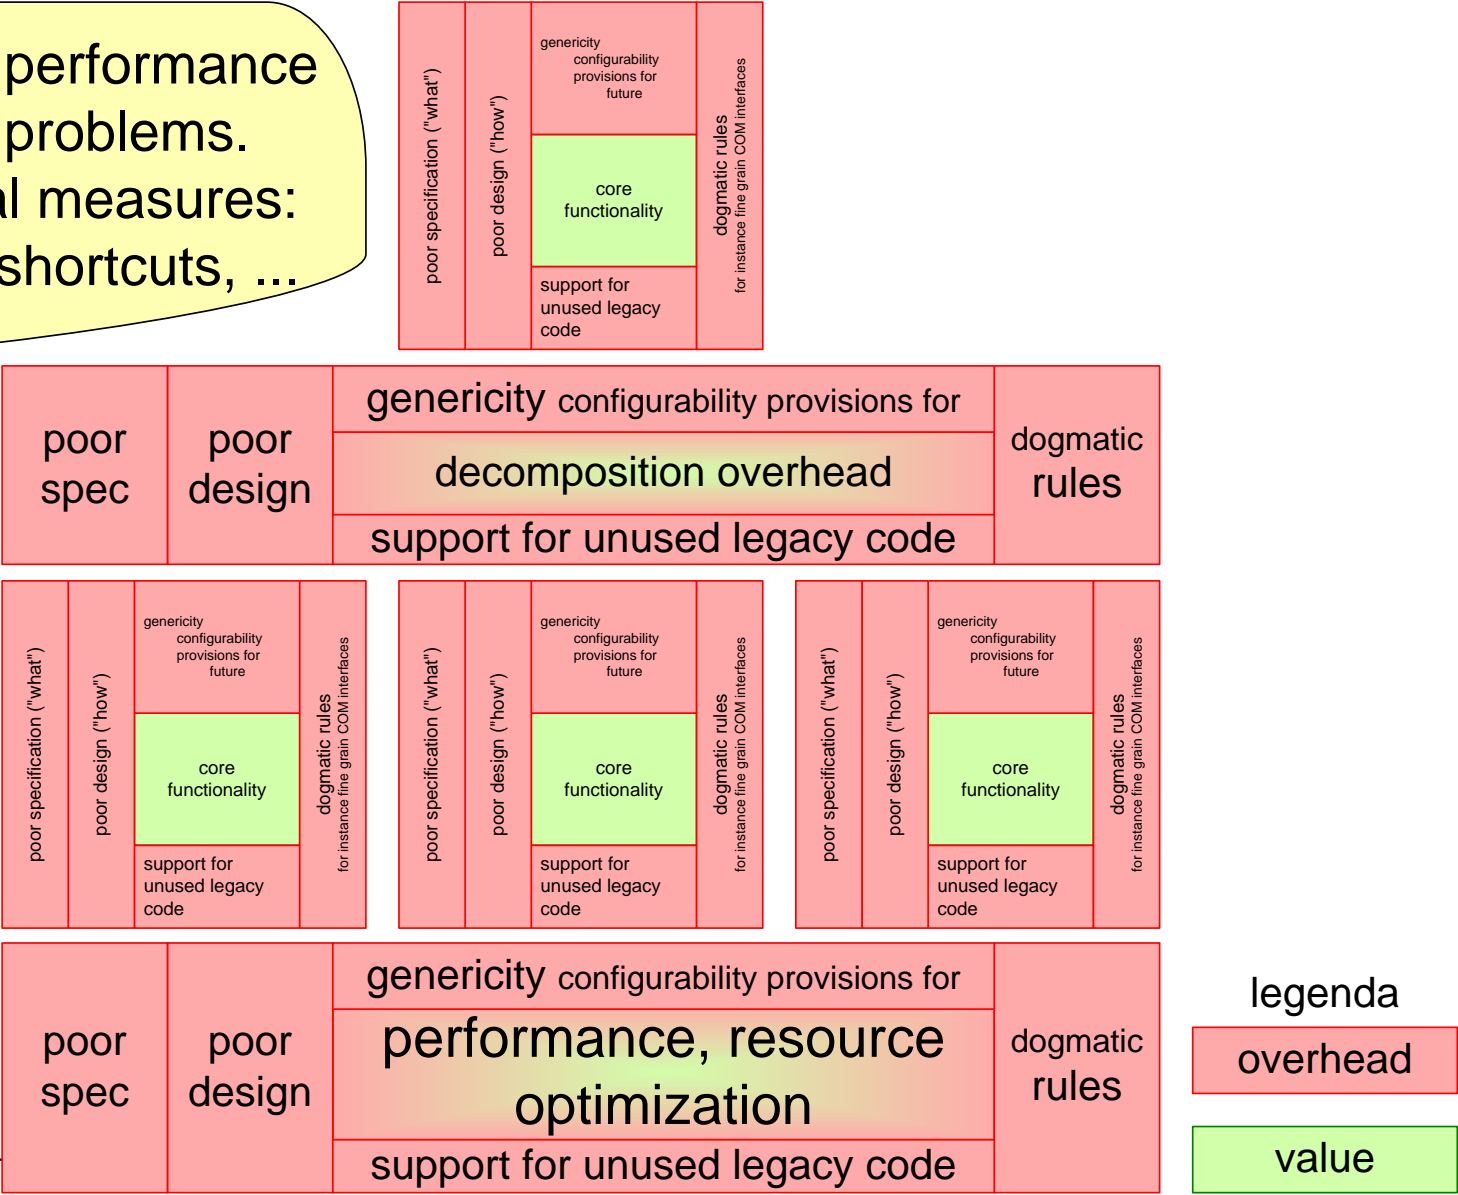 performance
problems.
al measures:
shortcuts, ...
poor specification ("what")
poor design ("how")
genericity
configurability
provisions for
future
core
functionality
support for
unused legacy
code
dogmatic rules
for instance fine grain COM interfaces
poor
spec
poor
design
genericity configurability provisions for
decomposition overhead
support for unused legacy code
dogmatic
rules
poor specification ("what")
poor design ("how")
genericity
configurability
provisions for
future
core
functionality
support for
unused legacy
code
dogmatic rules
for instance fine grain COM interfaces
poor specification ("what")
poor design ("how")
genericity
configurability
provisions for
future
core
functionality
support for
unused legacy
code
dogmatic rules
for instance fine grain COM interfaces
poor specification ("what")
poor design ("how")
genericity
configurability
provisions for
future
core
functionality
support for
unused legacy
code
dogmatic rules
for instance fine grain COM interfaces
poor
spec
poor
design
genericity configurability provisions for
performance, resource
optimization
support for unused legacy code
dogmatic
rules
legenda
overhead
value